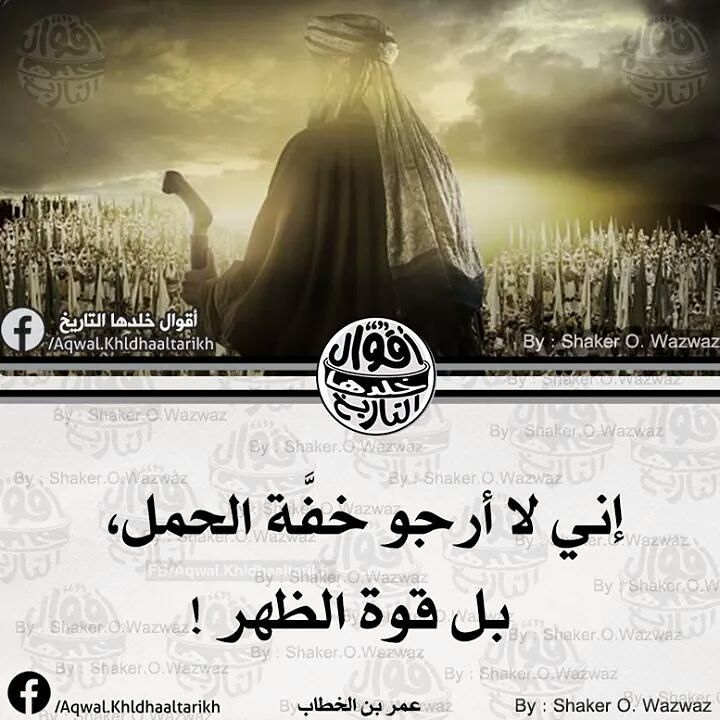 أقوال خلدها التاريخ
/Aqwal.Khldhaaltarikh
By : Shaker O. Wazwaz
أقوال
خلدها
التاريخ
إني لا أرجو خفَّة الحمل،
بل قوة الظهر !
/Aqwal.Khldhaaltarikh
عمر بن الخطاب
By : Shaker O. Wazwaz